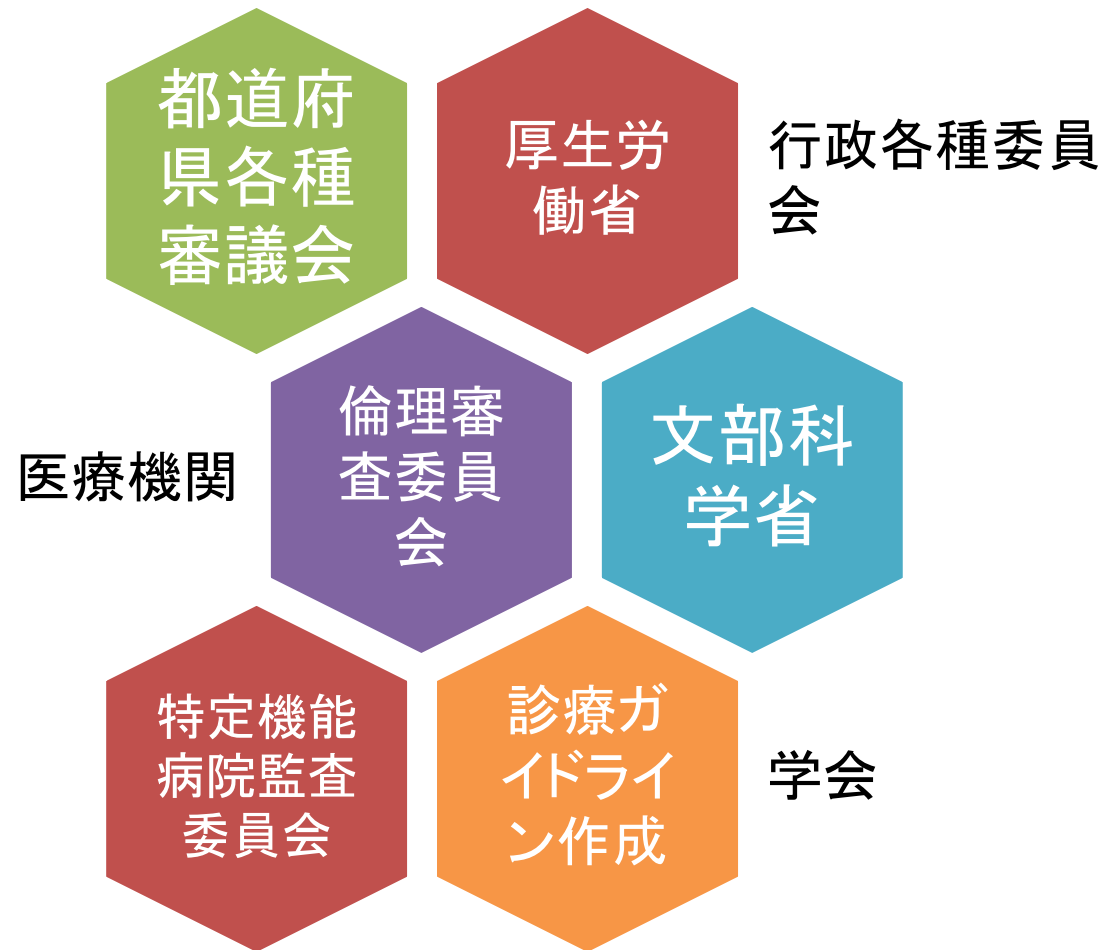 都道府
県各種
審議会
厚生労
働省
行政各種委員
会
医療機関
倫理審
査委員
会
文部科
学省
特定機能
病院監査
委員会
診療ガ
イドライ
ン作成
学会